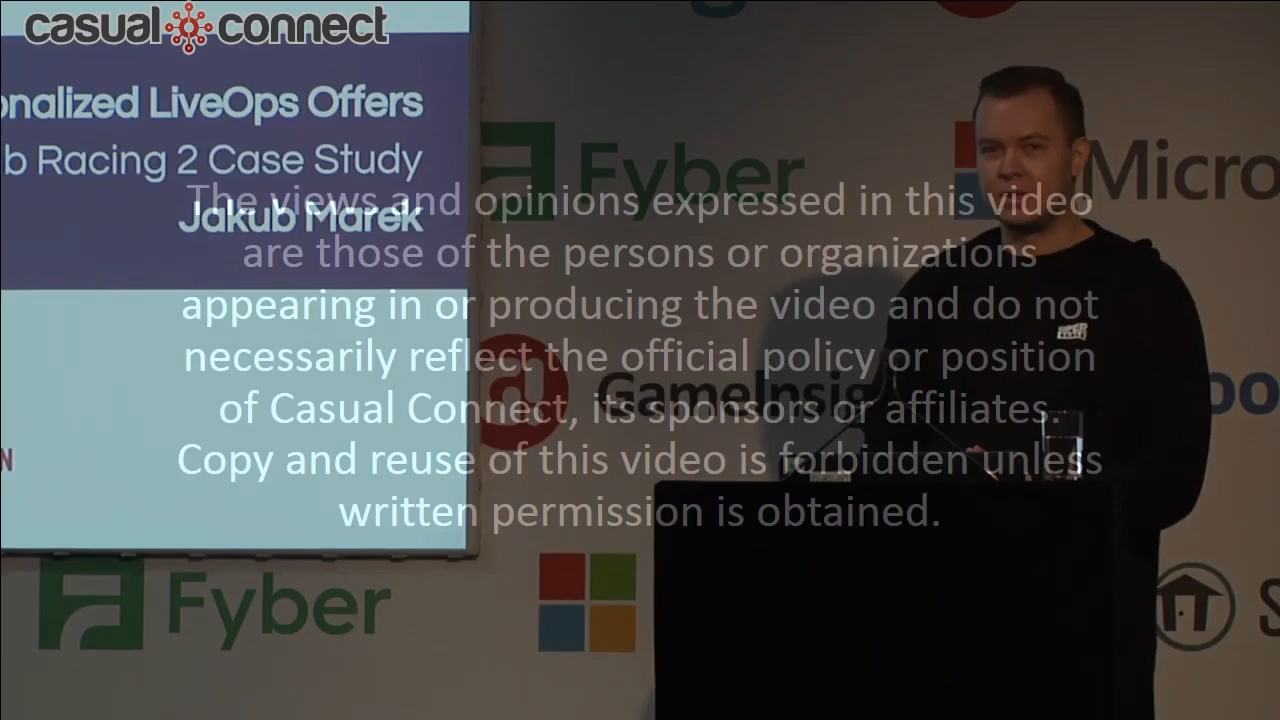 casual connect
onalized LiveOps Offers
b Racing 2 Case Study
Jakub Marek
The views and opinions expressed in this video
are those of the persons or organizations
appearing in or producing the video and do not
necessarily reflect the official policy or position
of Casual Connect, its sponsors or affiliates.
Copy and reuse of this video is forbidden unless
written permission is obtained.
Fyber
Micro
GameInsig
oo
N
Fyber
S